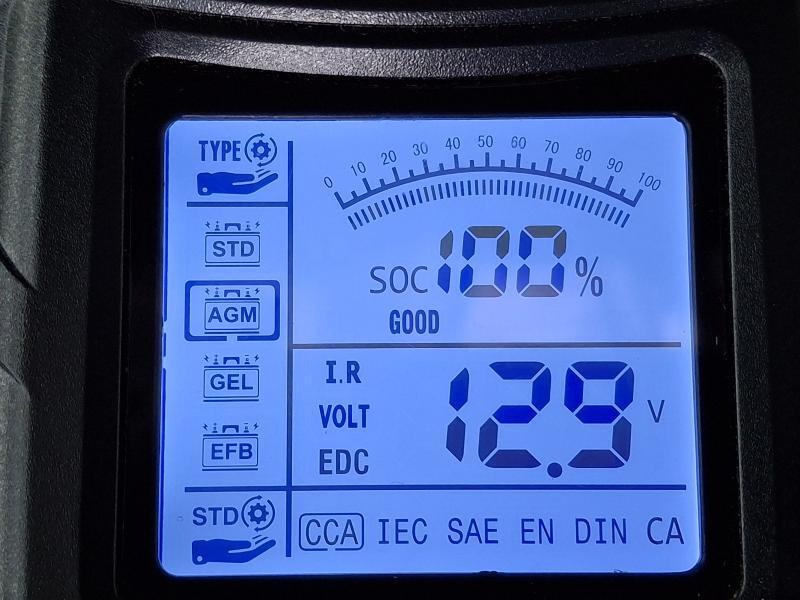 TYPE
STD
AGM
GEL
EFB
STD
0 10 20 30 40 50 60 70 80 90 100
SOC 100 %
GOOD
I.R
VOLT
EDC
12.9 V
CCA IEC SAE EN DIN CA